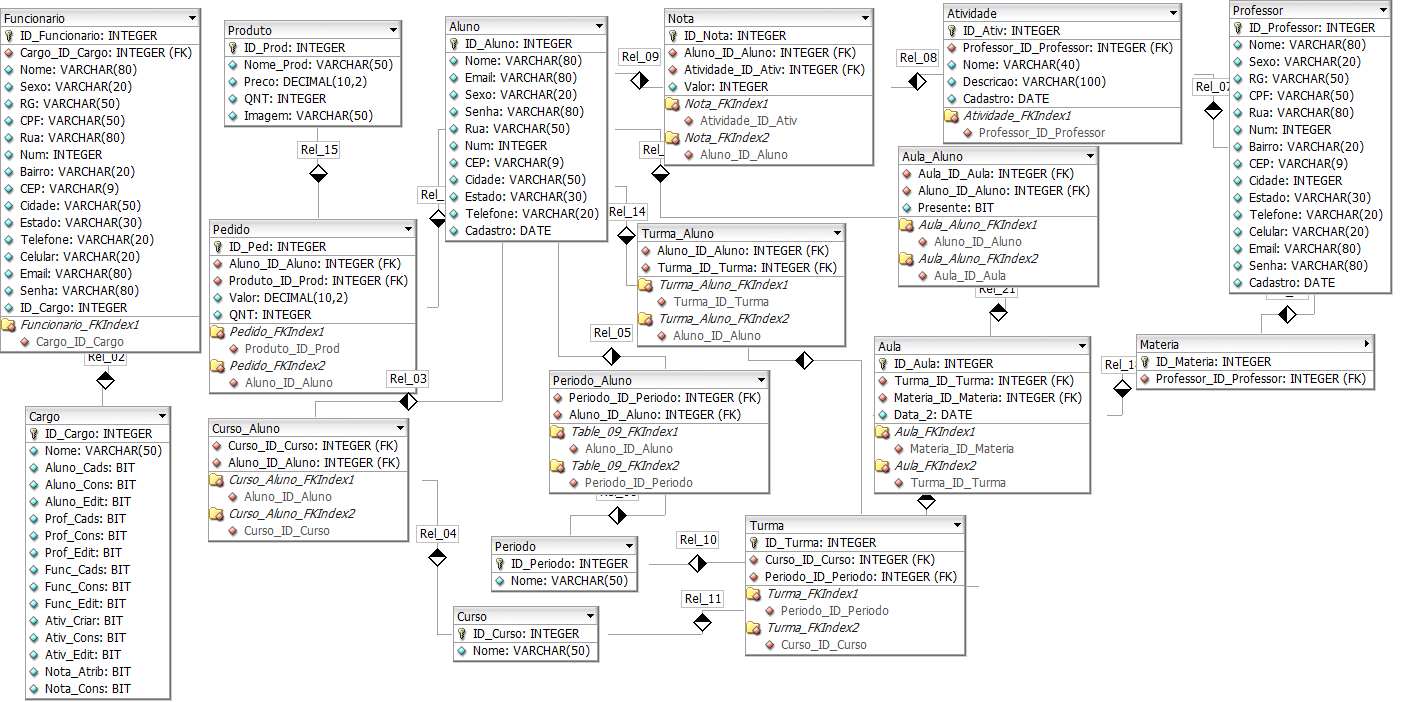 Funcionario
ID_Funcionario: INTEGER
Cargo_ID_Cargo: INTEGER (FK)
Nome: VARCHAR(80)
Sexo: VARCHAR(20)
RG: VARCHAR(50)
CPF: VARCHAR(50)
Rua: VARCHAR(80)
Num: INTEGER
Bairro: VARCHAR(20)
CEP: VARCHAR(9)
Cidade: VARCHAR(50)
Estado: VARCHAR(30)
Telefone: VARCHAR(20)
Celular: VARCHAR(20)
Email: VARCHAR(80)
Senha: VARCHAR(80)
ID_Cargo: INTEGER
Funcionario_FKIndex1
Cargo_ID_Cargo
Rel_02
Cargo
ID_Cargo: INTEGER
Nome: VARCHAR(50)
Aluno_Cads: BIT
Aluno_Cons: BIT
Aluno_Edit: BIT
Prof_Cads: BIT
Prof_Cons: BIT
Prof_Edit: BIT
Func_Cads: BIT
Func_Cons: BIT
Func_Edit: BIT
Ativ_Criar: BIT
Ativ_Cons: BIT
Ativ_Edit: BIT
Nota_Atrib: BIT
Nota_Cons: BIT
Produto
ID_Prod: INTEGER
Nome_Prod: VARCHAR(50)
Preco: DECIMAL(10,2)
QNT: INTEGER
Imagem: VARCHAR(50)
Rel_15
Pedido
ID_Ped: INTEGER
Aluno_ID_Aluno: INTEGER (FK)
Produto_ID_Prod: INTEGER (FK)
Valor: DECIMAL(10,2)
QNT: INTEGER
Pedido_FKIndex1
Produto_ID_Prod
Pedido_FKIndex2
Aluno_ID_Aluno
Rel_03
Curso_Aluno
Curso_ID_Curso: INTEGER (FK)
Aluno_ID_Aluno: INTEGER (FK)
Curso_Aluno_FKIndex1
Aluno_ID_Aluno
Curso_Aluno_FKIndex2
Curso_ID_Curso
Rel_04
Aluno
ID_Aluno: INTEGER
Nome: VARCHAR(80)
Email: VARCHAR(80)
Sexo: VARCHAR(20)
Senha: VARCHAR(80)
Rua: VARCHAR(50)
Num: INTEGER
CEP: VARCHAR(9)
Cidade: VARCHAR(50)
Estado: VARCHAR(30)
Telefone: VARCHAR(20)
Cadastro: DATE
Rel_
Rel_09
Rel_
Rel_14
Rel_05
Nota
ID_Nota: INTEGER
Aluno_ID_Aluno: INTEGER (FK)
Atividade_ID_Ativ: INTEGER (FK)
Valor: INTEGER
Nota_FKIndex1
Atividade_ID_Ativ
Nota_FKIndex2
Aluno_ID_Aluno
Rel_08
Turma_Aluno
Aluno_ID_Aluno: INTEGER (FK)
Turma_ID_Turma: INTEGER (FK)
Turma_Aluno_FKIndex1
Turma_ID_Turma
Turma_Aluno_FKIndex2
Aluno_ID_Aluno
Periodo_Aluno
Periodo_ID_Periodo: INTEGER (FK)
Aluno_ID_Aluno: INTEGER (FK)
Table_09_FKIndex1
Aluno_ID_Aluno
Table_09_FKIndex2
Periodo_ID_Periodo
Periodo
ID_Periodo: INTEGER
Nome: VARCHAR(50)
Rel_10
Curso
ID_Curso: INTEGER
Nome: VARCHAR(50)
Rel_11
Atividade
ID_Ativ: INTEGER
Professor_ID_Professor: INTEGER (FK)
Nome: VARCHAR(40)
Descricao: VARCHAR(100)
Cadastro: DATE
Atividade_FKIndex1
Professor_ID_Professor
Aula_Aluno
Aula_ID_Aula: INTEGER (FK)
Aluno_ID_Aluno: INTEGER (FK)
Presente: BIT
Aula_Aluno_FKIndex1
Aluno_ID_Aluno
Aula_Aluno_FKIndex2
Aula_ID_Aula
Rel_21
Aula
ID_Aula: INTEGER
Turma_ID_Turma: INTEGER (FK)
Materia_ID_Materia: INTEGER (FK)
Data_2: DATE
Aula_FKIndex1
Materia_ID_Materia
Aula_FKIndex2
Turma_ID_Turma
Turma
ID_Turma: INTEGER
Curso_ID_Curso: INTEGER (FK)
Periodo_ID_Periodo: INTEGER (FK)
Turma_FKIndex1
Periodo_ID_Periodo
Turma_FKIndex2
Curso_ID_Curso
Professor
ID_Professor: INTEGER
Nome: VARCHAR(80)
Sexo: VARCHAR(20)
RG: VARCHAR(50)
CPF: VARCHAR(50)
Rua: VARCHAR(80)
Num: INTEGER
Bairro: VARCHAR(20)
CEP: VARCHAR(9)
Cidade: INTEGER
Estado: VARCHAR(30)
Telefone: VARCHAR(20)
Celular: VARCHAR(20)
Email: VARCHAR(80)
Senha: VARCHAR(80)
Cadastro: DATE
Rel_07
Materia
ID_Materia: INTEGER
Professor_ID_Professor: INTEGER (FK)
Rel_1